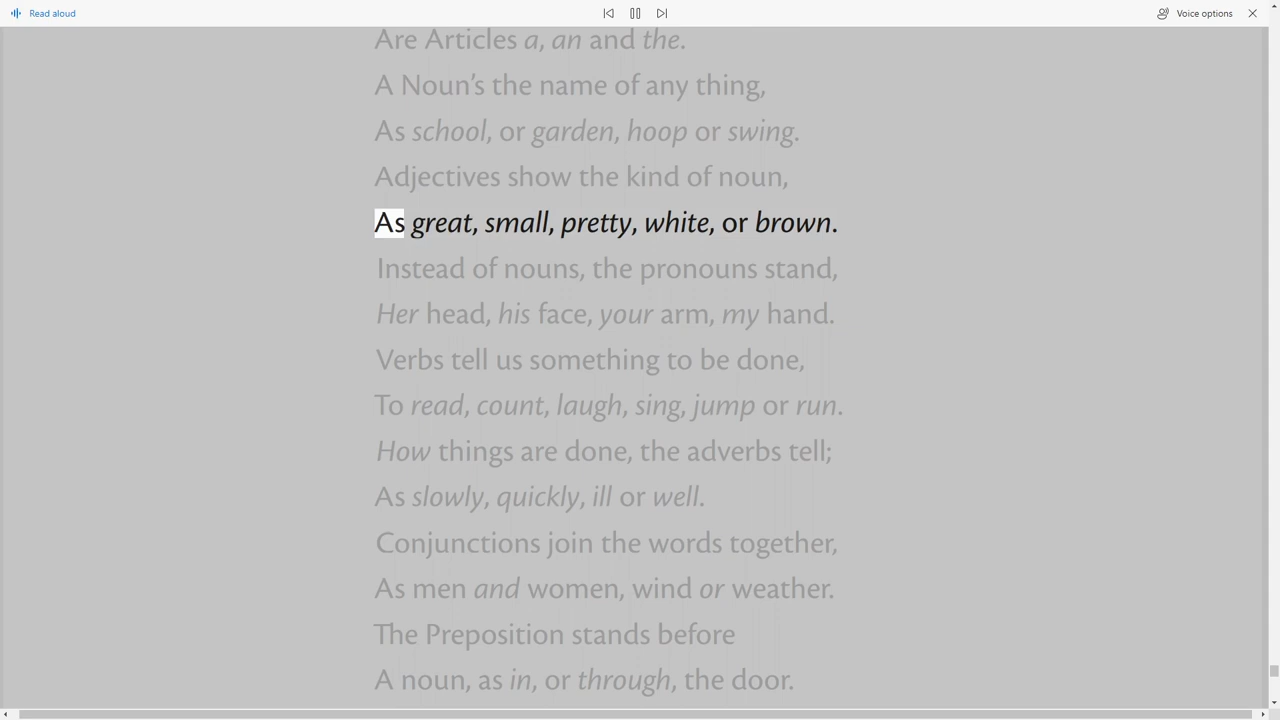 Read aloud
Voice options
Are Articles a, an and the.
A Noun’s the name of any thing,
As school, or garden, hoop or swing.
Adjectives show the kind of noun,
As great, small, pretty, white, or brown.
Instead of nouns, the pronouns stand,
Her head, his face, your arm, my hand.
Verbs tell us something to be done,
To read, count, laugh, sing, jump or run.
How things are done, the adverbs tell;
As slowly, quickly, ill or well.
Conjunctions join the words together,
As men and women, wind or weather.
The Preposition stands before
A noun, as in, or through, the door.